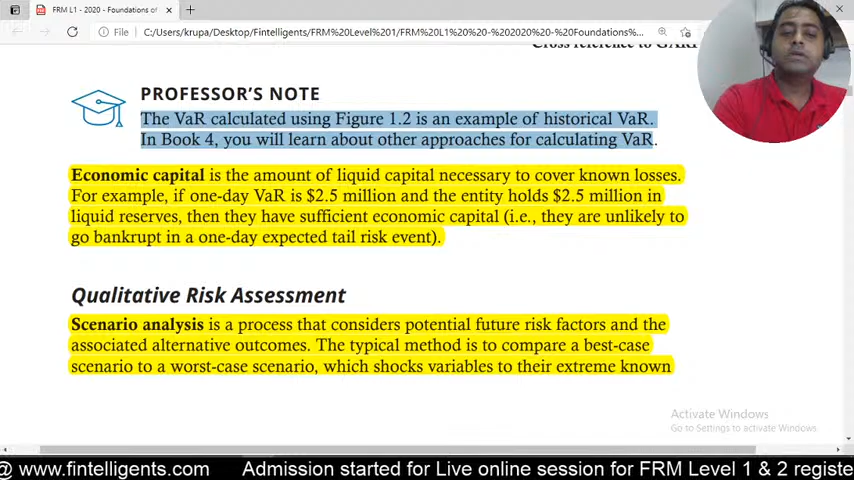 FRM L1 - 2020 - Foundations of
File
C:/Users/krupa/Desktop/Fintelligents/FRM%20Level%201/FRM%20L1%20-%202020%20-%20Foundations%...
Cross reference to GARP
PROFESSOR'S NOTE
The VaR calculated using Figure 1.2 is an example of historical VaR.
In Book 4, you will learn about other approaches for calculating VaR.
Economic capital is the amount of liquid capital necessary to cover known losses.
For example, if one-day VaR is $2.5 million and the entity holds $2.5 million in
liquid reserves, then they have sufficient economic capital (i.e., they are unlikely to
go bankrupt in a one-day expected tail risk event).
Qualitative Risk Assessment
Scenario analysis is a process that considers potential future risk factors and the
associated alternative outcomes. The typical method is to compare a best-case
scenario to a worst-case scenario, which shocks variables to their extreme known
Activate Windows
Go to Settings to activate Windows.
@ www.fintelligents.com Admission started for Live online session for FRM Level 1 & 2 registe